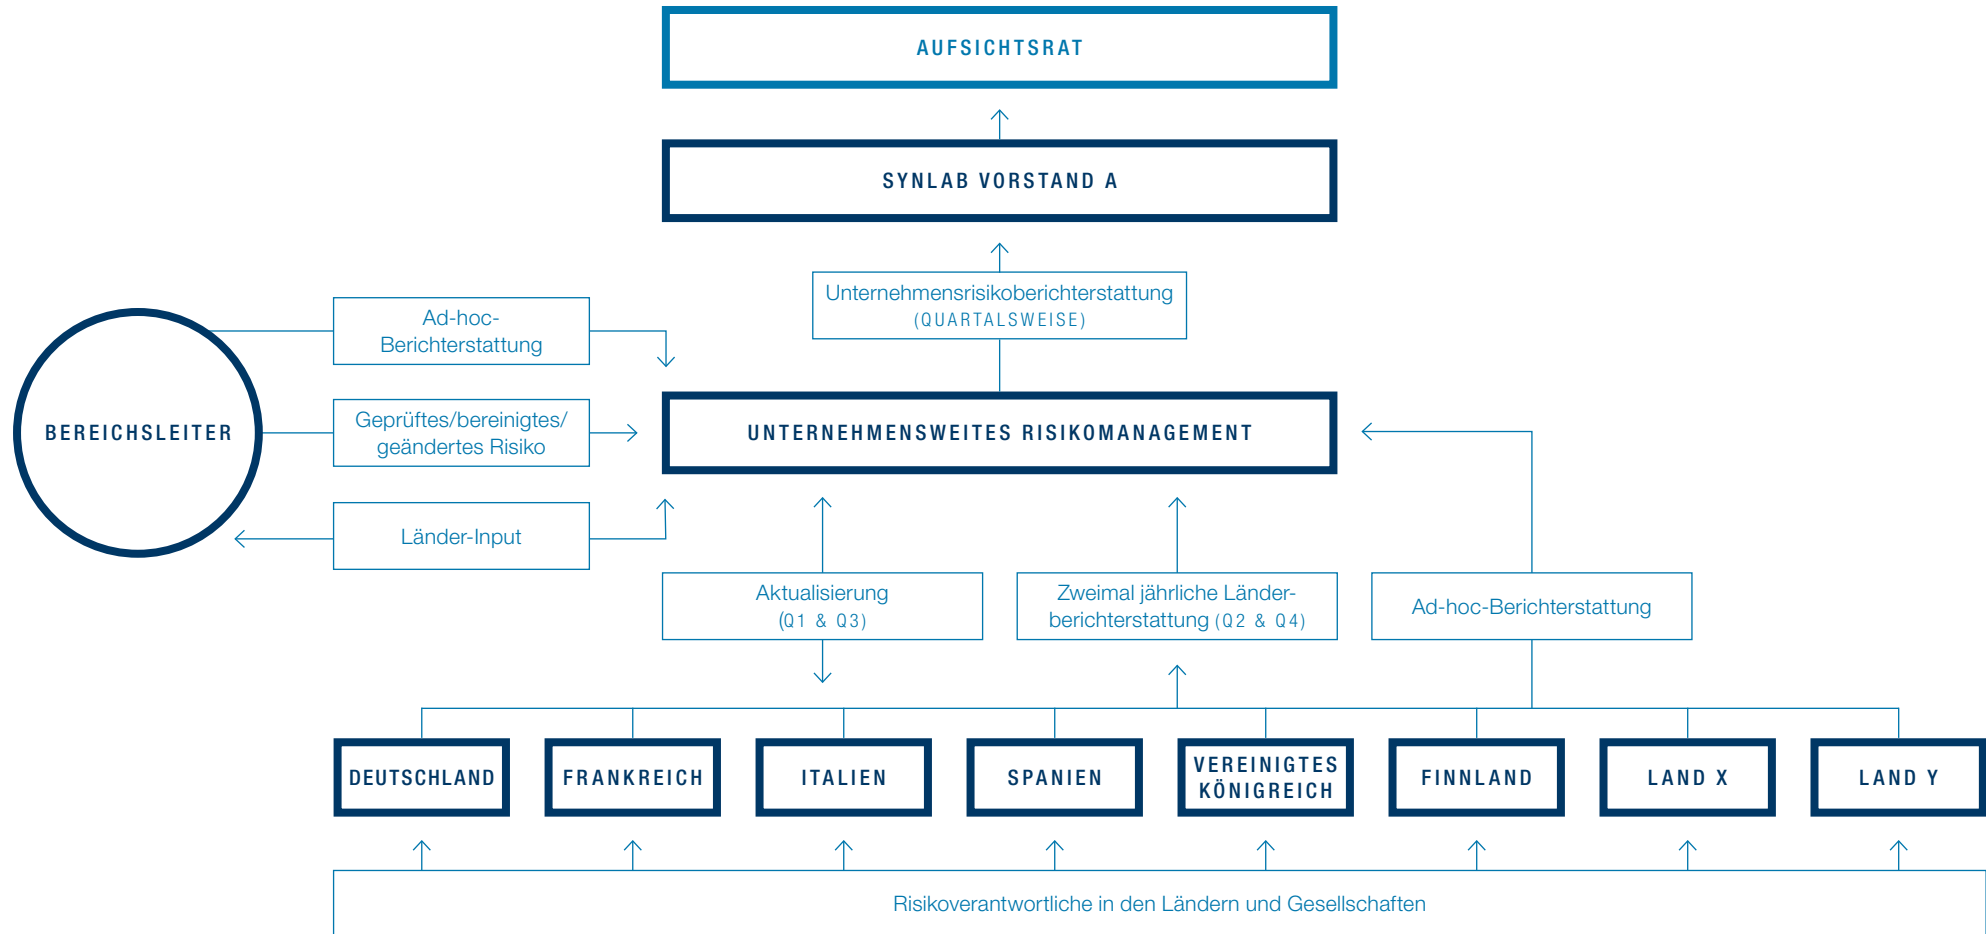 AUFSICHTSRAT
SYNLAB VORSTAND A
Unternehmensrisikoberichterstattung
(QUARTALSWEISE)
Ad-hoc-
Berichterstattung
BEREICHSLEITER
Geprüftes/bereinigtes/
geändertes Risiko
UNTERNEHMENSWEITES RISIKOMANAGEMENT
Länder-Input
Aktualisierung
(Q1 & Q3)
Zweimal jährliche Länder-
berichterstattung (Q2 & Q4)
Ad-hoc-Berichterstattung
DEUTSCHLAND
FRANKREICH
ITALIEN
SPANIEN
VEREINIGTES
KÖNIGREICH
FINNLAND
LAND X
LAND Y
Risikoverantwortliche in den Ländern und Gesellschaften